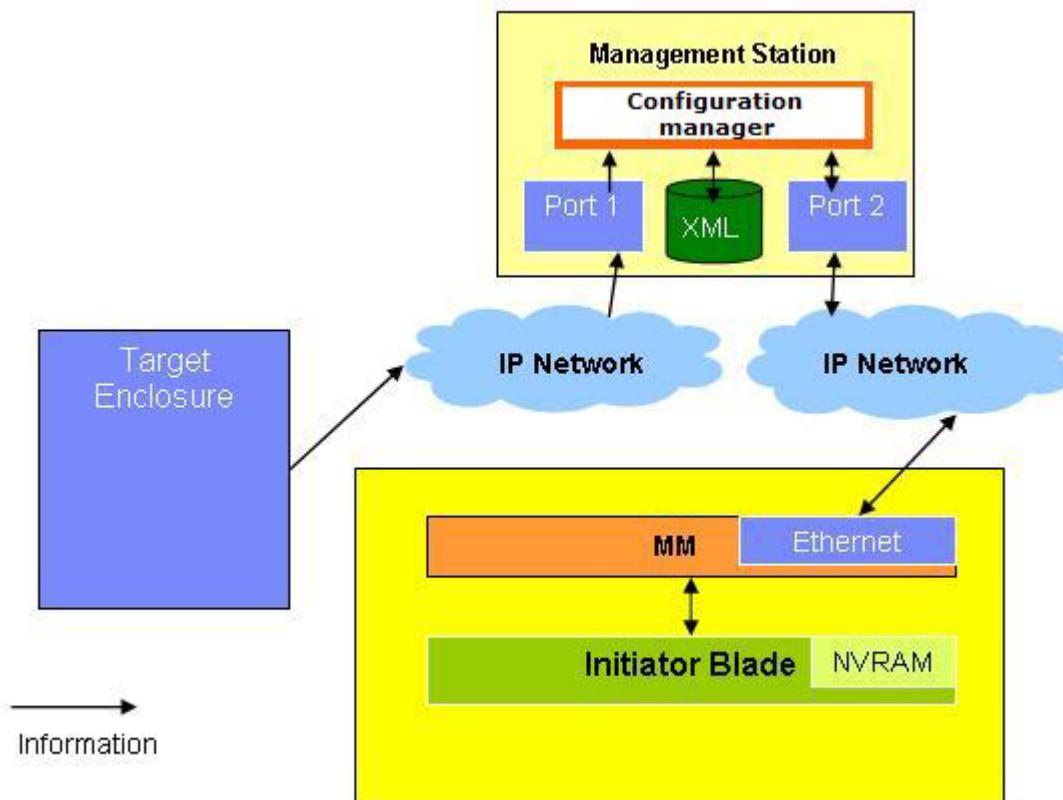 Management Station
Configuration
manager
Port 1
XML
Port 2
IP Network
IP Network
Target
Enclosure
MM
Ethernet
Initiator Blade
NVRAM
Information